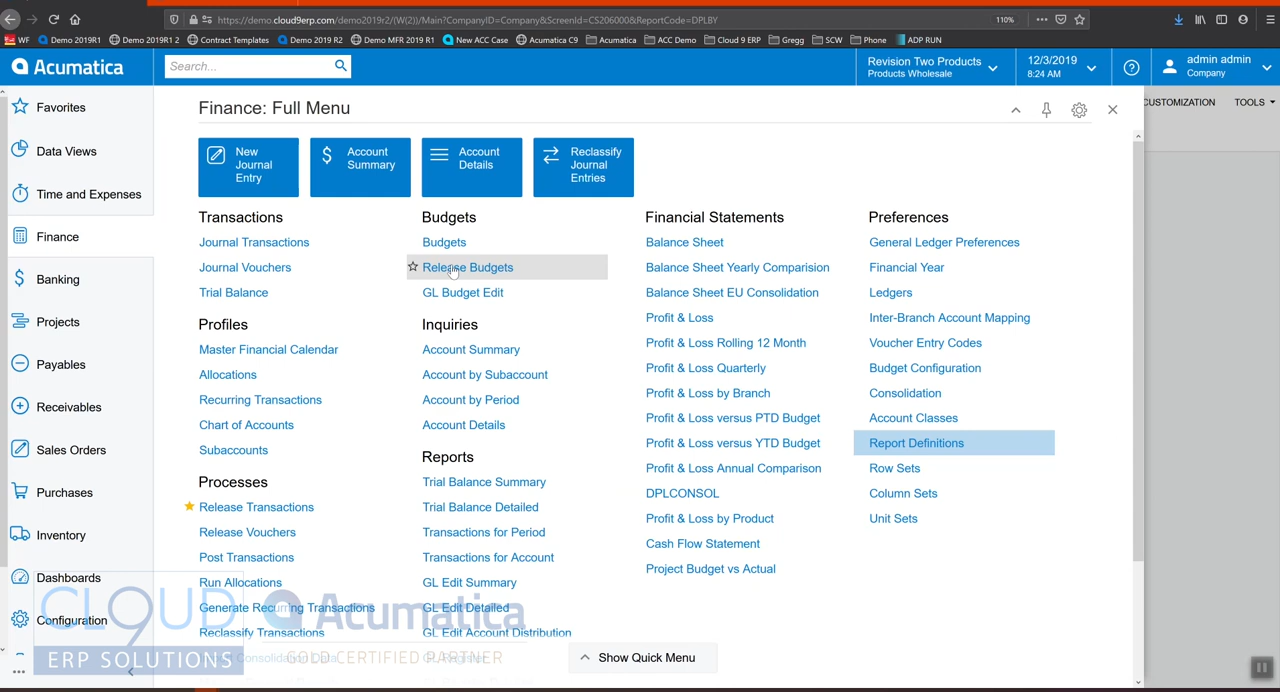 https://demo.cloud9erp.com/demo2019r2/(W(2))/Main?CompanyID=Company&ScreenId=CS206000&ReportCode=DPLBY
110%
WF
Demo 2019R1
Demo 2019R1 2
Contract Templates
Demo 2019 R2
Demo MFR 2019 R1
New ACC Case
Acumatica C9
Acumatica
ACC Demo
Cloud 9 ERP
Gregg
SCW
Phone
ADP RUN
Acumatica
Search...
Revision Two Products
Products Wholesale
12/3/2019
8:24 AM
?
admin admin
Company
CUSTOMIZATION
TOOLS
Favorites
Data Views
Time and Expenses
Finance
Banking
Projects
Payables
Receivables
Sales Orders
Purchases
Inventory
Dashboards
Configuration
Finance: Full Menu
New
Journal
Entry
Account
Summary
Account
Details
Reclassify
Journal
Entries
Transactions
Journal Transactions
Journal Vouchers
Trial Balance
Profiles
Master Financial Calendar
Allocations
Recurring Transactions
Chart of Accounts
Subaccounts
Processes
Release Transactions
Release Vouchers
Post Transactions
Run Allocations
Generate Recurring Transactions
Reclassify Transactions
Budgets
Budgets
Release Budgets
GL Budget Edit
Inquiries
Account Summary
Account by Subaccount
Account by Period
Account Details
Reports
Trial Balance Summary
Trial Balance Detailed
Transactions for Period
Transactions for Account
GL Edit Summary
GL Edit Detailed
GL Edit Account Distribution
Financial Statements
Balance Sheet
Balance Sheet Yearly Comparision
Balance Sheet EU Consolidation
Profit & Loss
Profit & Loss Rolling 12 Month
Profit & Loss Quarterly
Profit & Loss by Branch
Profit & Loss versus PTD Budget
Profit & Loss versus YTD Budget
Profit & Loss Annual Comparison
DPLCONSOL
Profit & Loss by Product
Cash Flow Statement
Project Budget vs Actual
Preferences
General Ledger Preferences
Financial Year
Ledgers
Inter-Branch Account Mapping
Voucher Entry Codes
Budget Configuration
Consolidation
Account Classes
Report Definitions
Row Sets
Column Sets
Unit Sets
Show Quick Menu
CLOUD
9
ERP SOLUTIONS
Acumatica
GOLD CERTIFIED PARTNER